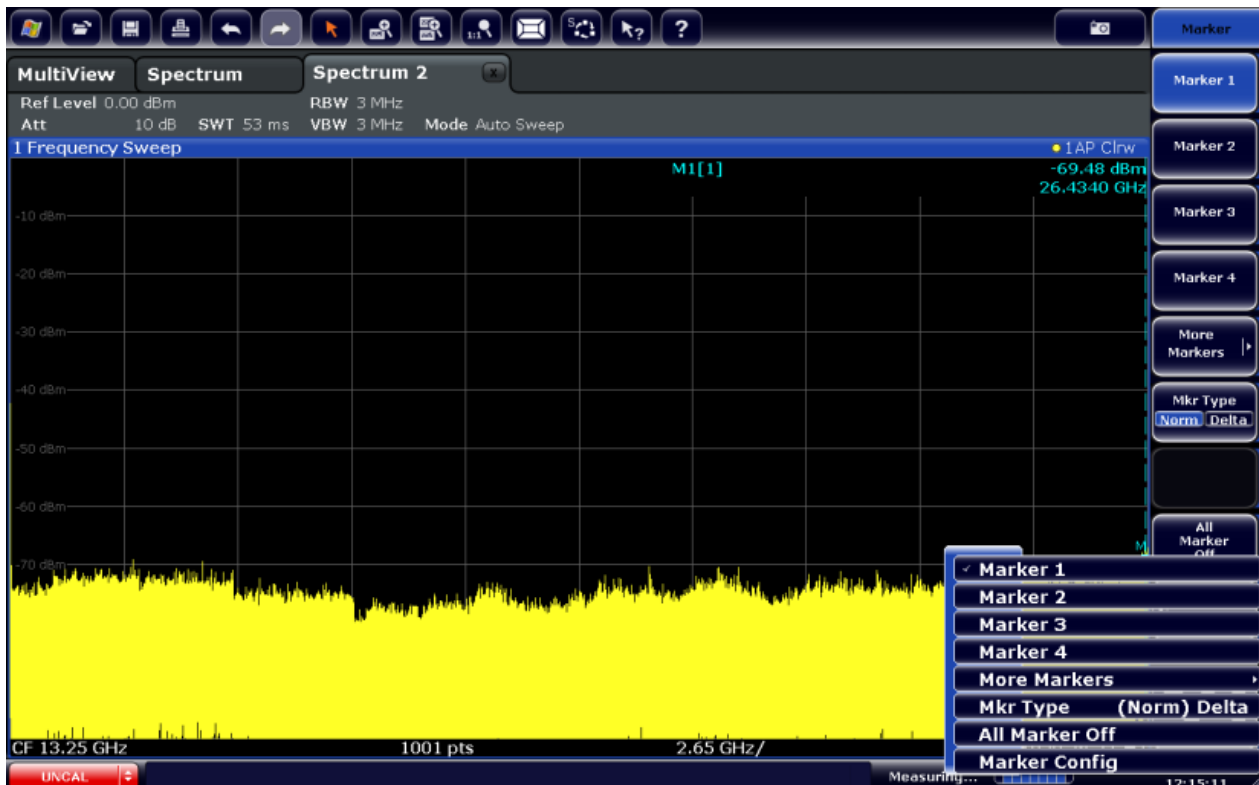 1:1
S
?
?
Marker
MultiView
Spectrum
Spectrum 2
x
Marker 1
Ref Level 0.00 dBm
RBW 3 MHz
Att 10 dB SWT 53 ms VBW 3 MHz Mode Auto Sweep
1 Frequency Sweep
1AP Clrw
Marker 2
M1[1]
-69.48 dBm
26.4340 GHz
Marker 3
-10 dBm
-20 dBm
Marker 4
-30 dBm
More
Markers
-40 dBm
Mkr Type
Norm Delta
-50 dBm
-60 dBm
All
Marker
Off
M
-70 dBm
Marker 1
Marker 2
Marker 3
Marker 4
More Markers
Mkr Type (Norm) Delta
All Marker Off
Marker Config
CF 13.25 GHz
1001 pts
2.65 GHz/
UNCAL
Measuring...
12:15:11